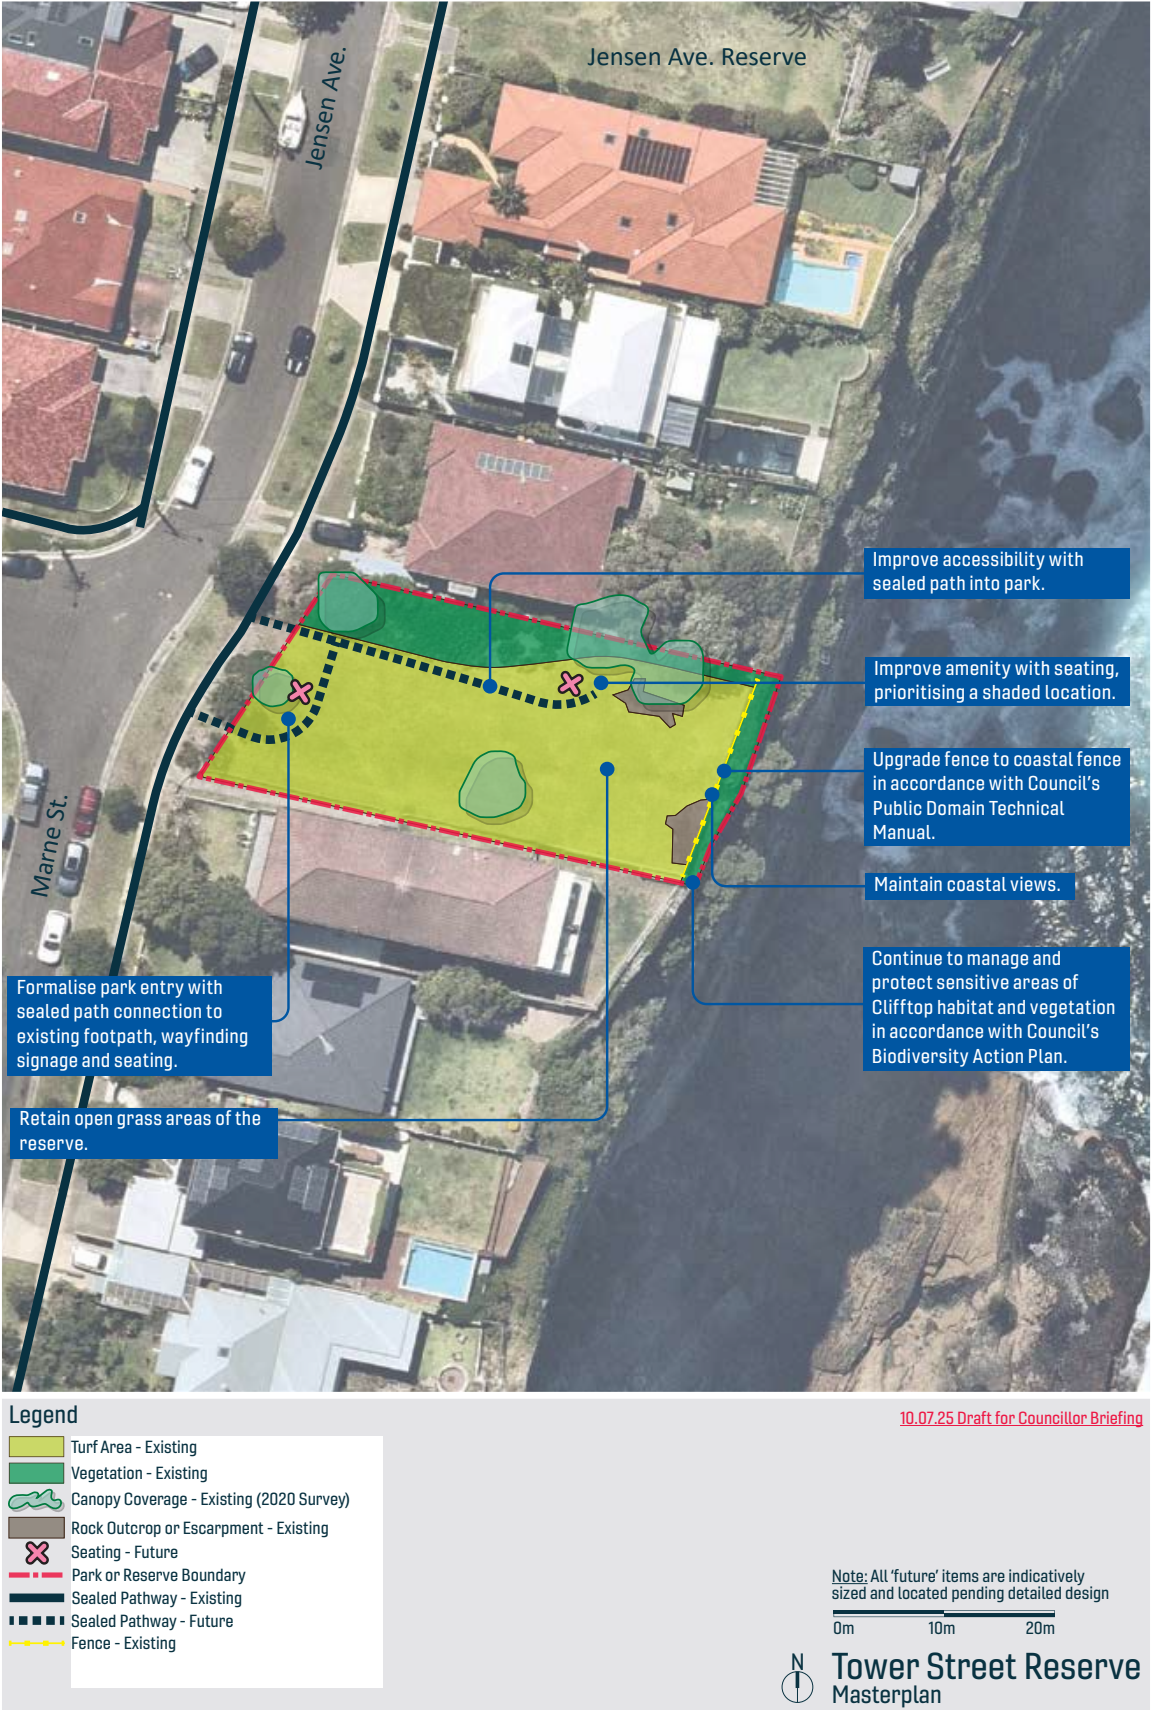 Jensen Ave. Reserve
Jensen Ave.
Improve accessibility with
sealed path into park.
Improve amenity with seating,
prioritising a shaded location.
Upgrade fence to coastal fence
in accordance with Council's
Public Domain Technical
Manual.
Maintain coastal views.
Continue to manage and
protect sensitive areas of
Clifftop habitat and vegetation
in accordance with Council's
Biodiversity Action Plan.
Marne St.
Formalise park entry with
sealed path connection to
existing footpath, wayfinding
signage and seating.
Retain open grass areas of the
reserve.
Legend
Turf Area - Existing
Vegetation - Existing
Canopy Coverage - Existing (2020 Survey)
Rock Outcrop or Escarpment - Existing
Seating - Future
Park or Reserve Boundary
Sealed Pathway - Existing
Sealed Pathway - Future
Fence - Existing
10.07.25 Draft for Councillor Briefing
Note: All 'future' items are indicatively
sized and located pending detailed design
0m 10m 20m
N
Tower Street Reserve
Masterplan